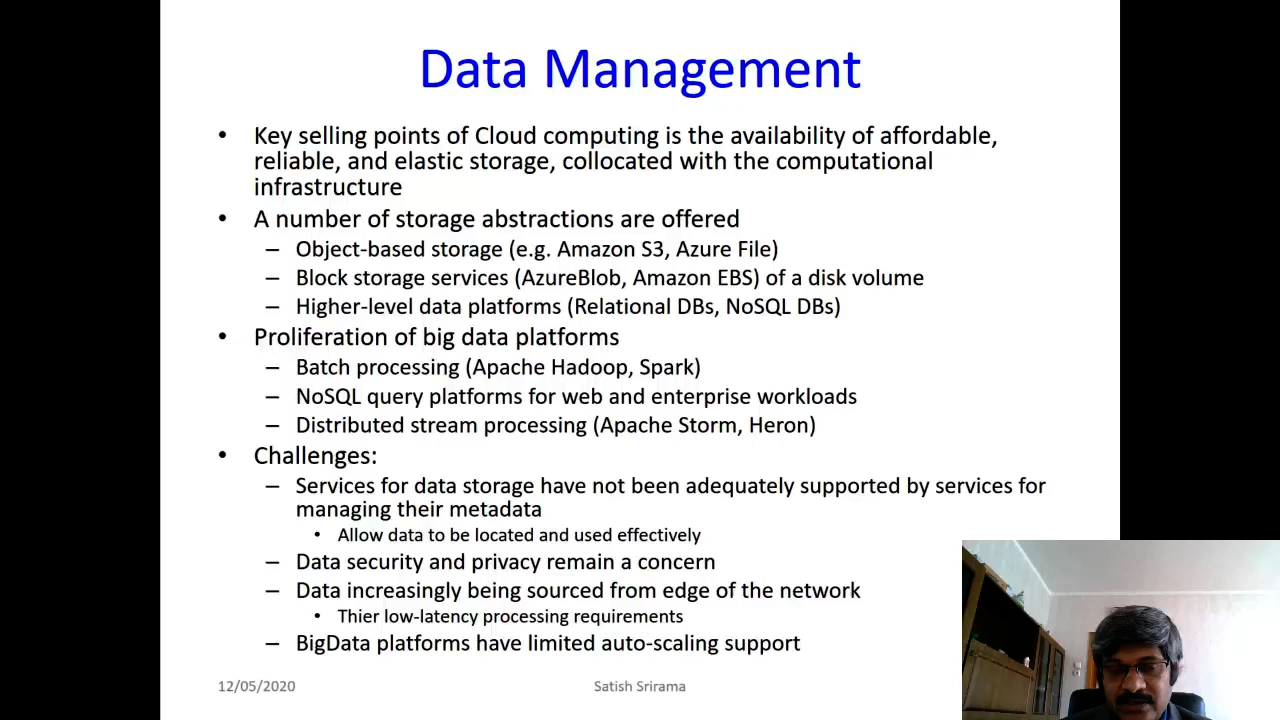 Data Management
• Key selling points of Cloud computing is the availability of affordable,
reliable, and elastic storage, collocated with the computational
infrastructure
• A number of storage abstractions are offered
– Object-based storage (e.g. Amazon S3, Azure File)
– Block storage services (AzureBlob, Amazon EBS) of a disk volume
– Higher-level data platforms (Relational DBs, NoSQL DBs)
• Proliferation of big data platforms
– Batch processing (Apache Hadoop, Spark)
– NoSQL query platforms for web and enterprise workloads
– Distributed stream processing (Apache Storm, Heron)
• Challenges:
– Services for data storage have not been adequately supported by services for
managing their metadata
• Allow data to be located and used effectively
– Data security and privacy remain a concern
– Data increasingly being sourced from edge of the network
• Thier low-latency processing requirements
– BigData platforms have limited auto-scaling support
12/05/2020 Satish Srirama